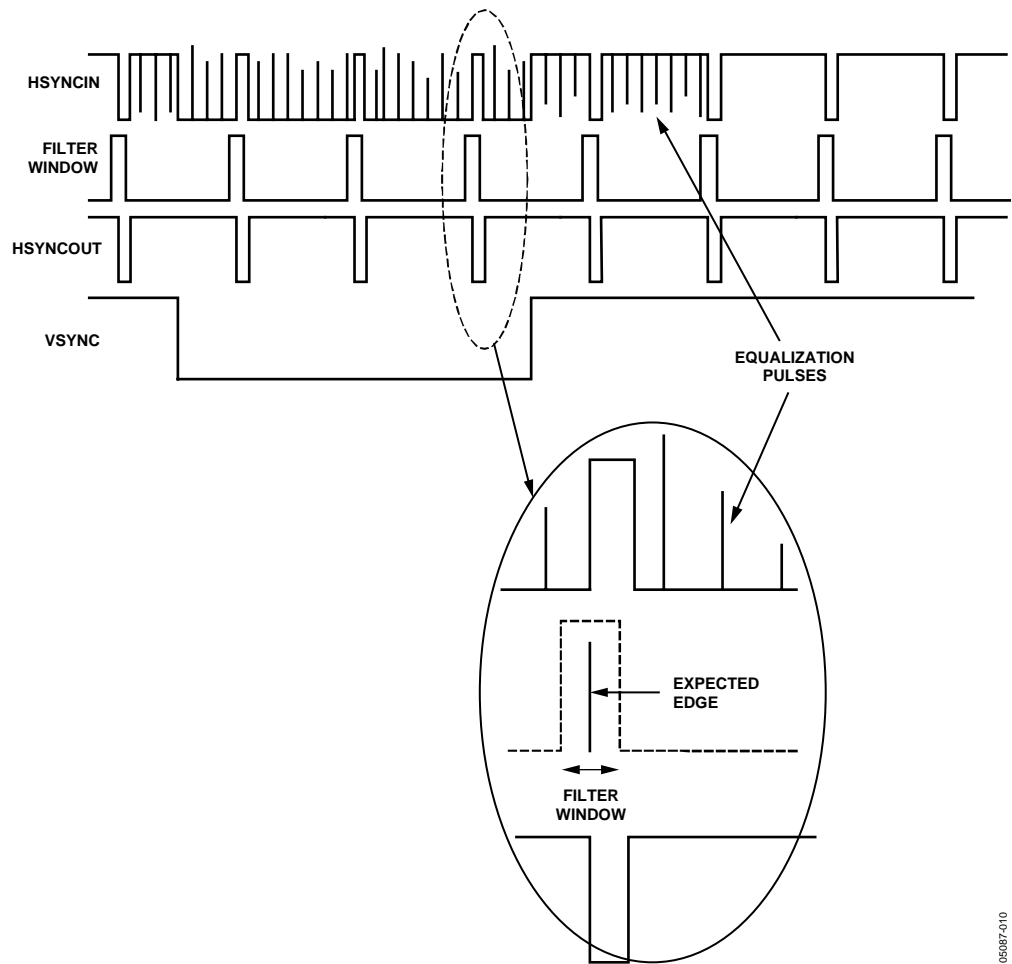 HSYNCIN
FILTER
WINDOW
HSYNCOUT
VSYNC
EQUALIZATION
PULSES
EXPECTED
EDGE
FILTER
WINDOW
05087-010